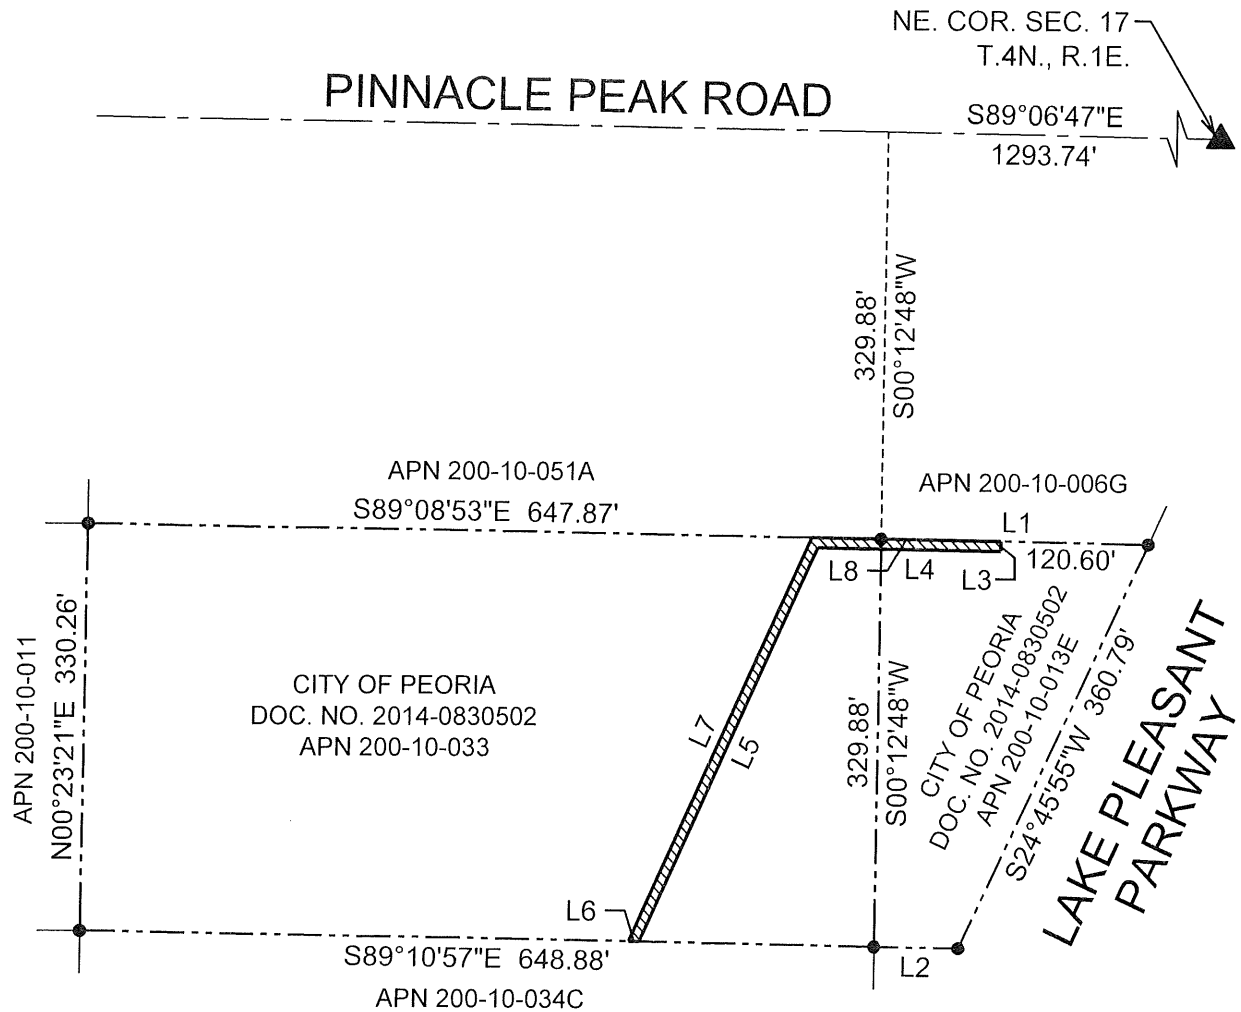 NE. COR. SEC. 17
T.4N., R.1E.
PINNACLE PEAK ROAD
S89°06'47"E
1293.74'
329.88'
S00°12'48"W
APN 200-10-051A
S89°08'53"E 647.87'
APN 200-10-006G
L1
120.60'
L8
L4
L3
APN 200-10-011
N00°23'21"E 330.26'
CITY OF PEORIA
DOC. NO. 2014-0830502
APN 200-10-033
L7
L5
329.88'
S00°12'48"W
CITY OF PEORIA
DOC. NO. 2014-0830502
APN 200-10-013E
S24°45'55"W 360.79'
LAKE PLEASANT
PARKWAY
L6
S89°10'57"E 648.88'
L2
APN 200-10-034C